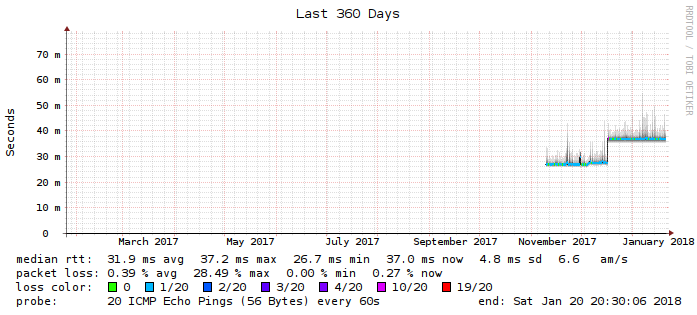 Last 360 Days
RRDTOOL / TOBI OETIKER
Seconds
70 m
60 m
50 m
40 m
30 m
20 m
10 m
0
March 2017 May 2017 July 2017 September 2017 November 2017 January 2018
median rtt: 31.9 ms avg 37.2 ms max 26.7 ms min 37.0 ms now 4.8 ms sd 6.6 am/s
packet loss: 0.39 % avg 28.49 % max 0.00 % min 0.27 % now
loss color: 0 1/20 2/20 3/20 4/20 10/20 19/20
probe: 20 ICMP Echo Pings (56 Bytes) every 60s end: Sat Jan 20 20:30:06 2018